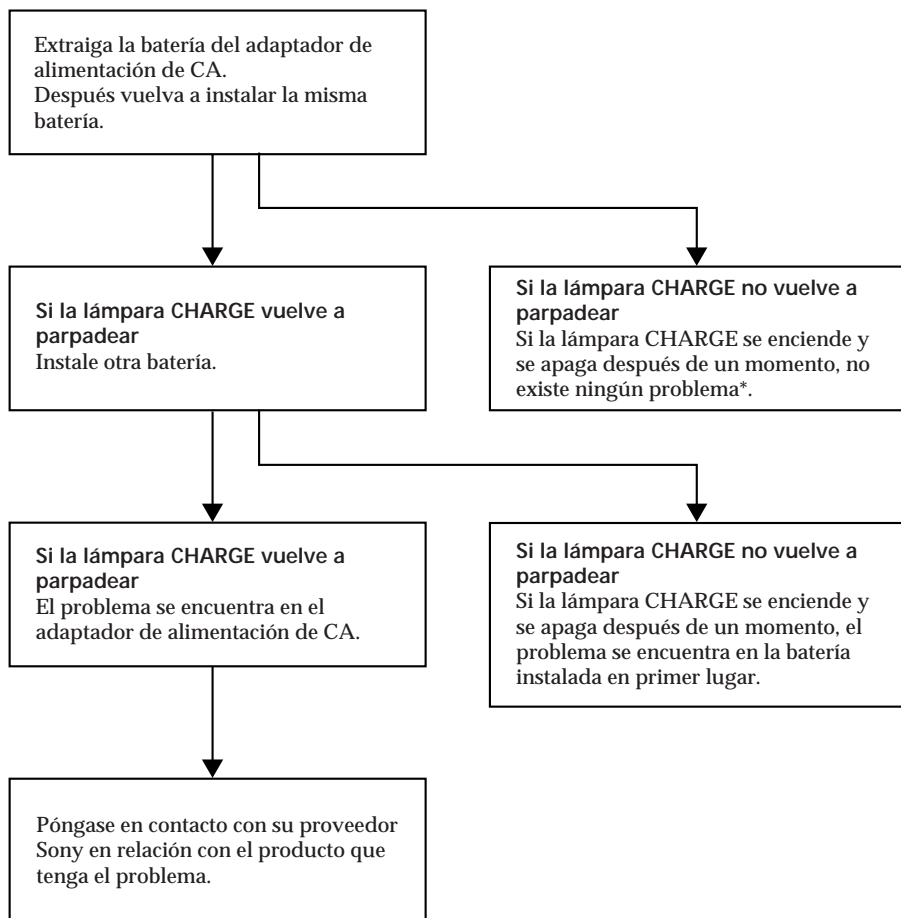 Extraiga la batería del adaptador de
alimentación de CA.
Después vuelva a instalar la misma
batería.
Si la lámpara CHARGE vuelve a
parpadear
Instale otra batería.
Si la lámpara CHARGE no vuelve a
parpadear
Si la lámpara CHARGE se enciende y
se apaga después de un momento, no
existe ningún problema*.
Si la lámpara CHARGE vuelve a
parpadear
El problema se encuentra en el
adaptador de alimentación de CA.
Si la lámpara CHARGE no vuelve a
parpadear
Si la lámpara CHARGE se enciende y
se apaga después de un momento, el
problema se encuentra en la batería
instalada en primer lugar.
Póngase en contacto con su proveedor
Sony en relación con el producto que
tenga el problema.